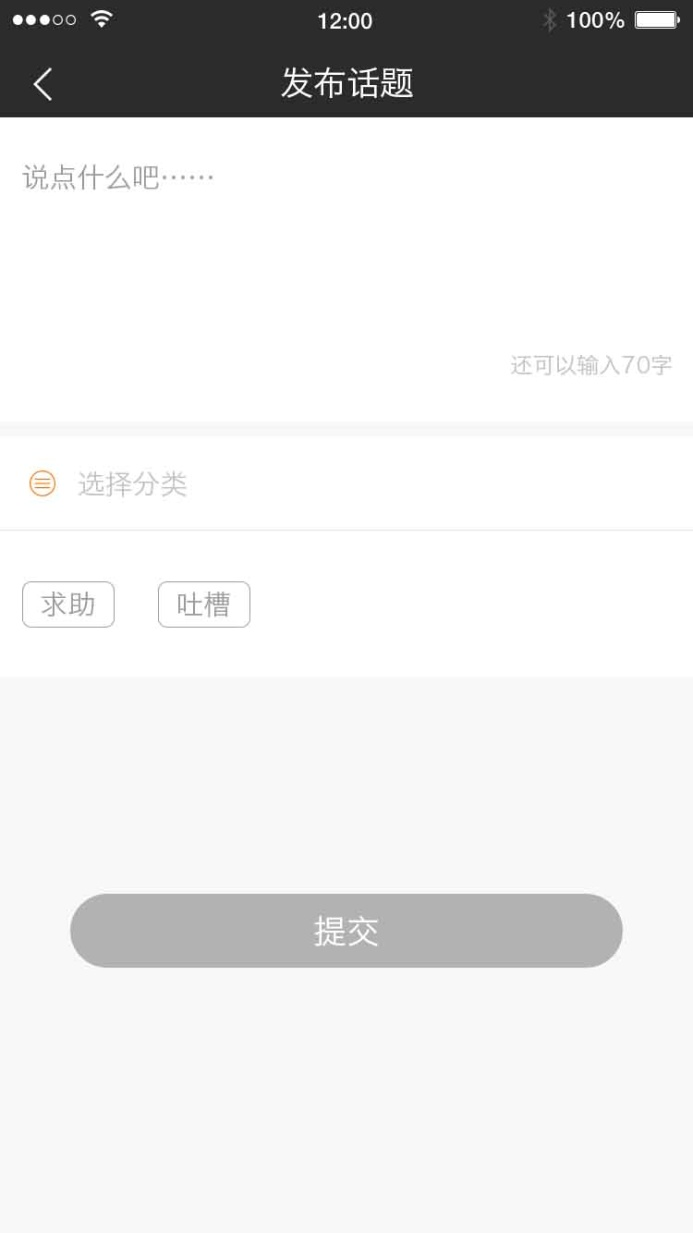 12:00
100%
发布话题
说点什么吧……
还可以输入70字
选择分类
求助 吐槽
提交